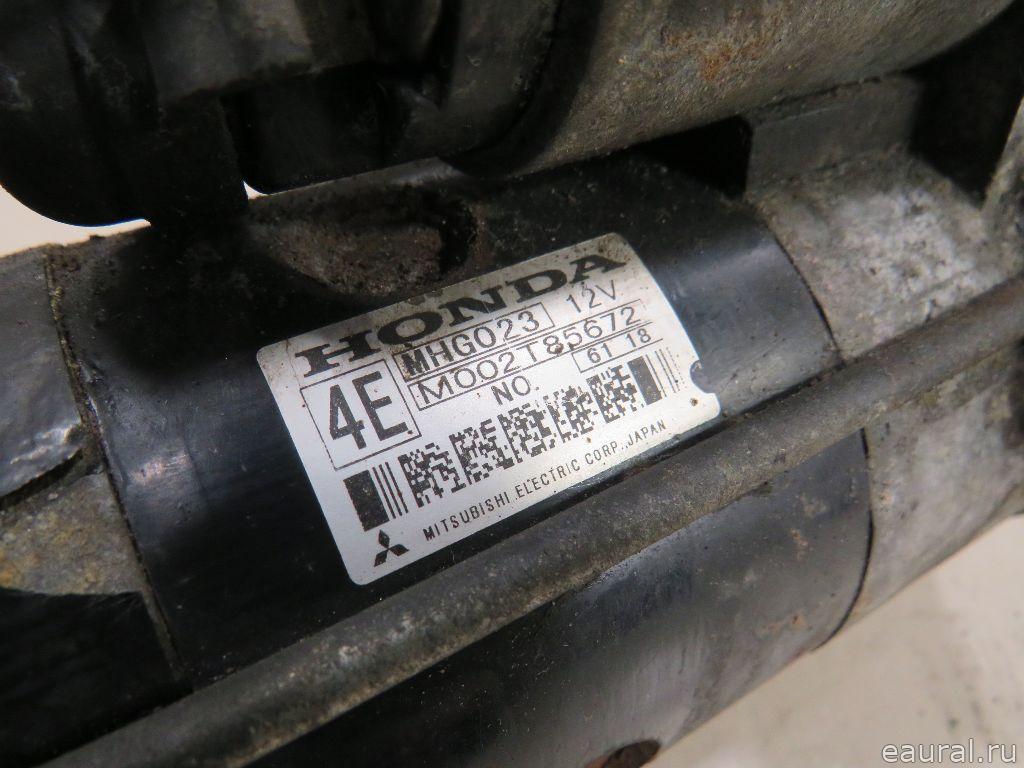 HONDA
4E MHG023 12V
M002T85672
NO. 61 18
MITSUBISHI ELECTRIC CORP. JAPAN
eaural.ru